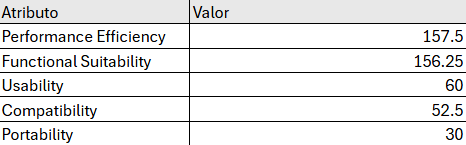 Atributo Valor
Performance Efficiency 157.5
Functional Suitability 156.25
Usability 60
Compatibility 52.5
Portability 30